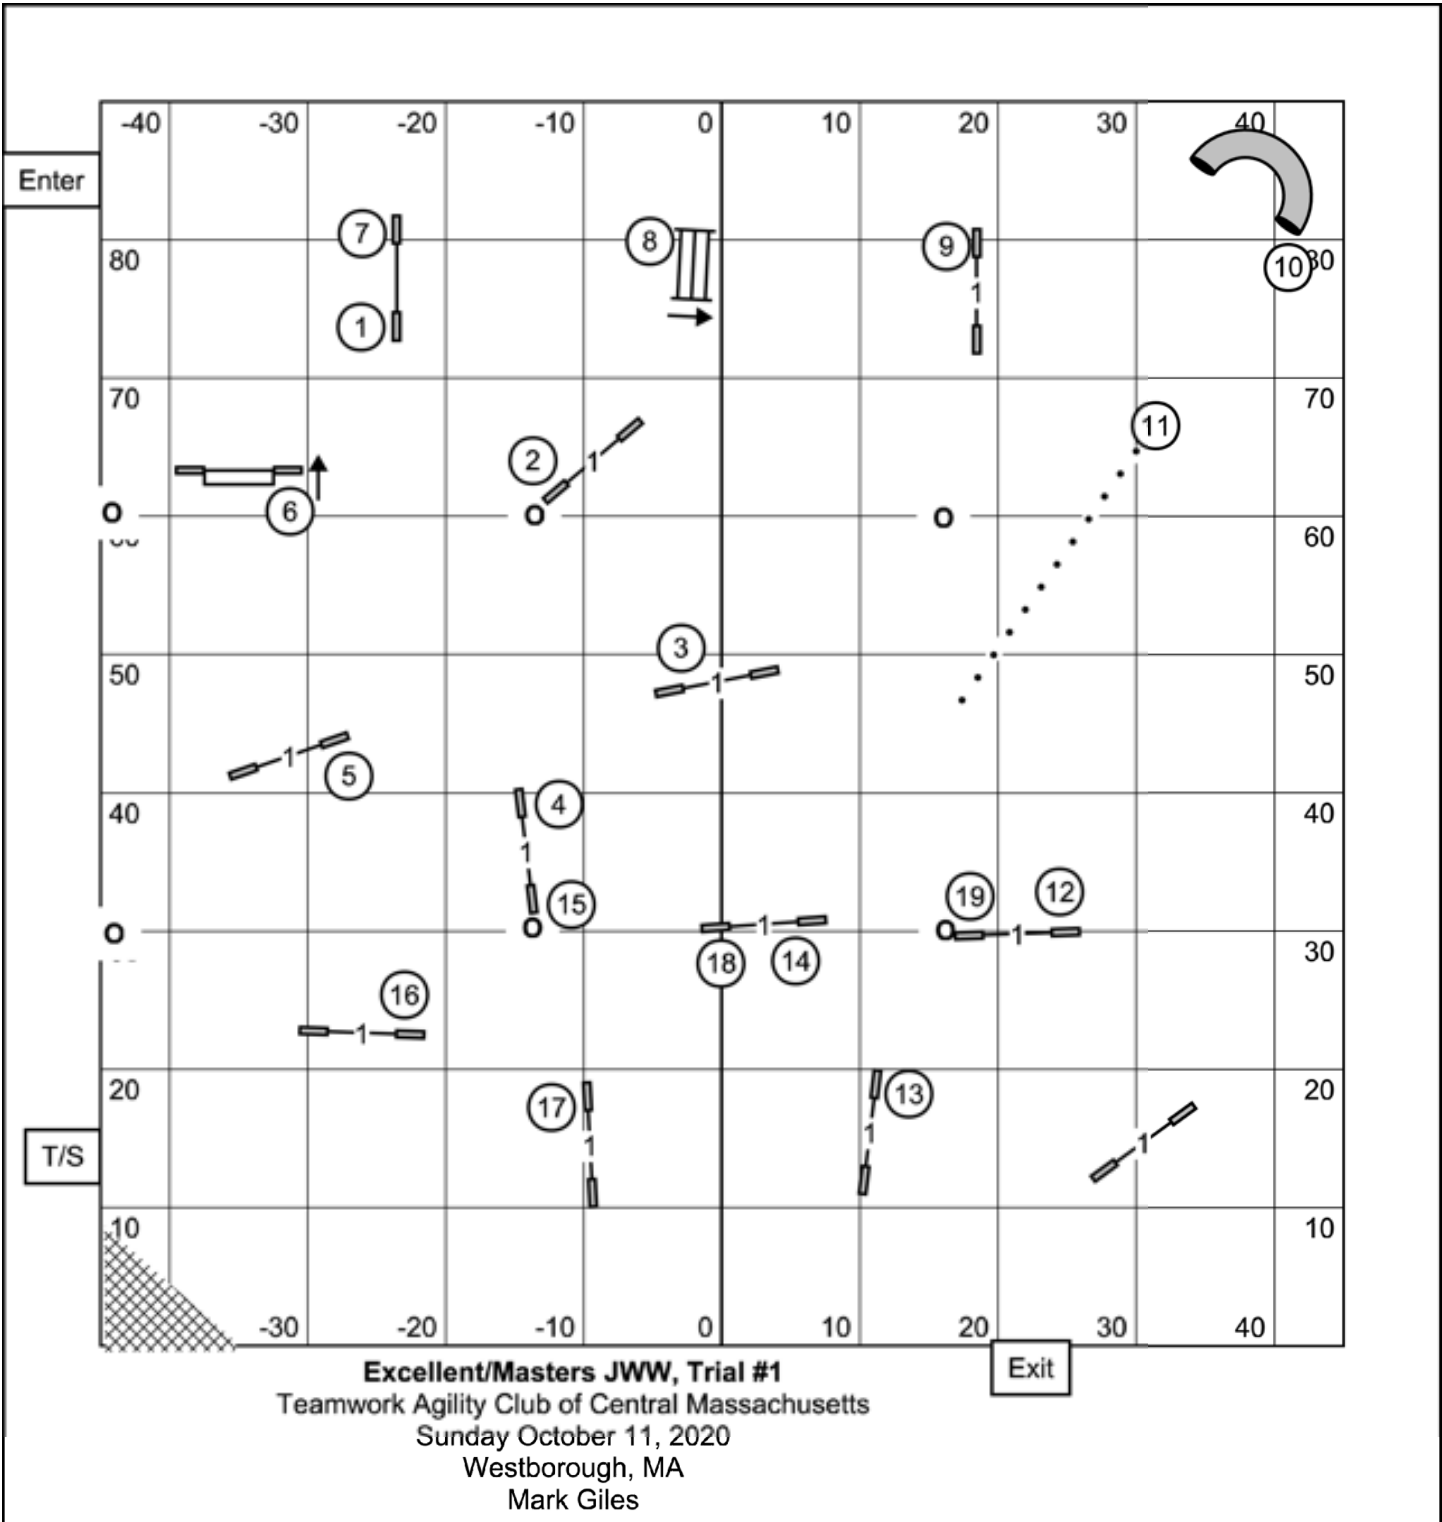 -40 -30 -20 -10 0 10 20 30 40
Enter
7 8 9
80 10 80
1 1
70 70
11
2 1
6
O O O
60
3
1
50 50
1
5
4
40 40
1
15 19 12
O O 1 O 1
18 14 30
16
1
20 20
17 13
1 1 1
T/S
10 10
-30 -20 -10 0 10 20 30 40
Exit
Excellent/Masters JWW, Trial #1
Teamwork Agility Club of Central Massachusetts
Sunday October 11, 2020
Westborough, MA
Mark Giles